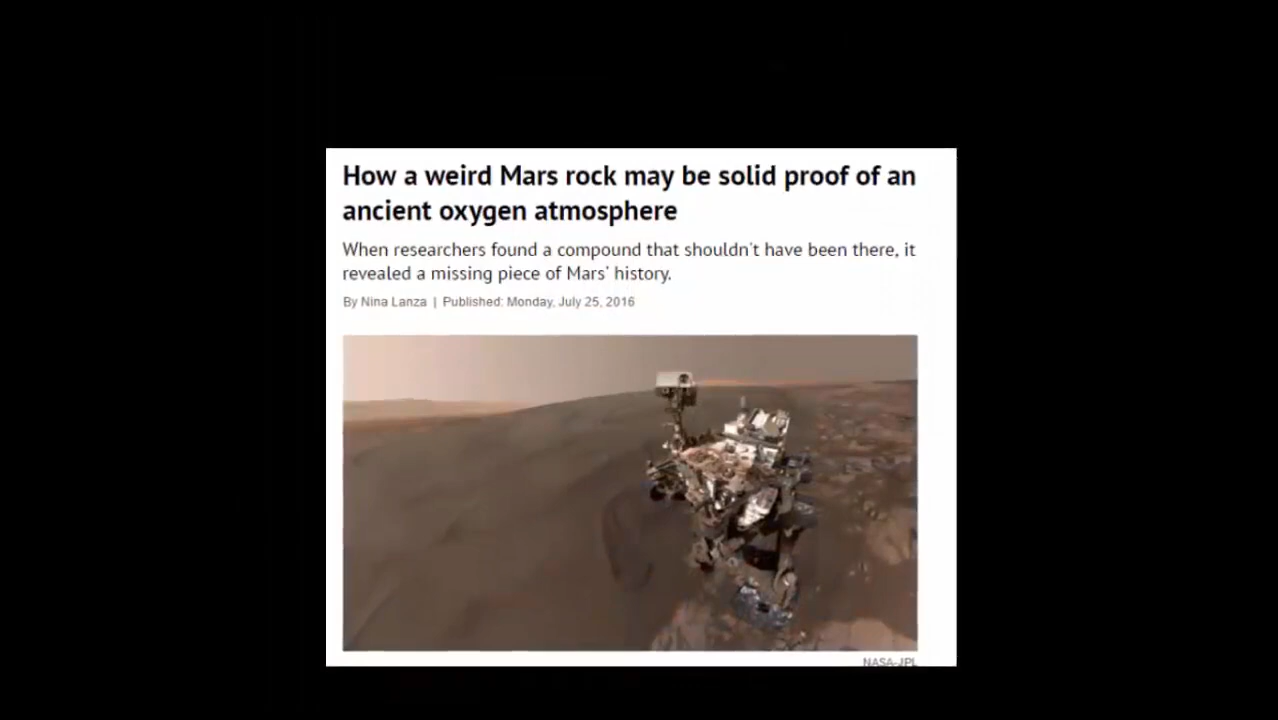 How a weird Mars rock may be solid proof of an
ancient oxygen atmosphere
When researchers found a compound that shouldn't have been there, it
revealed a missing piece of Mars' history.
By Nina Lanza | Published: Monday, July 25, 2016
NASA-JPL